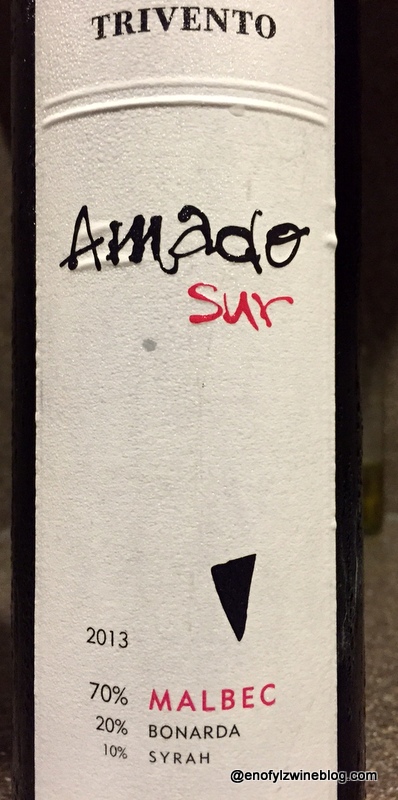 TRIVENTO
Amado
Sur
2013
70% MALBEC
20% BONARDA
10% SYRAH
@enofylzwineblog.com